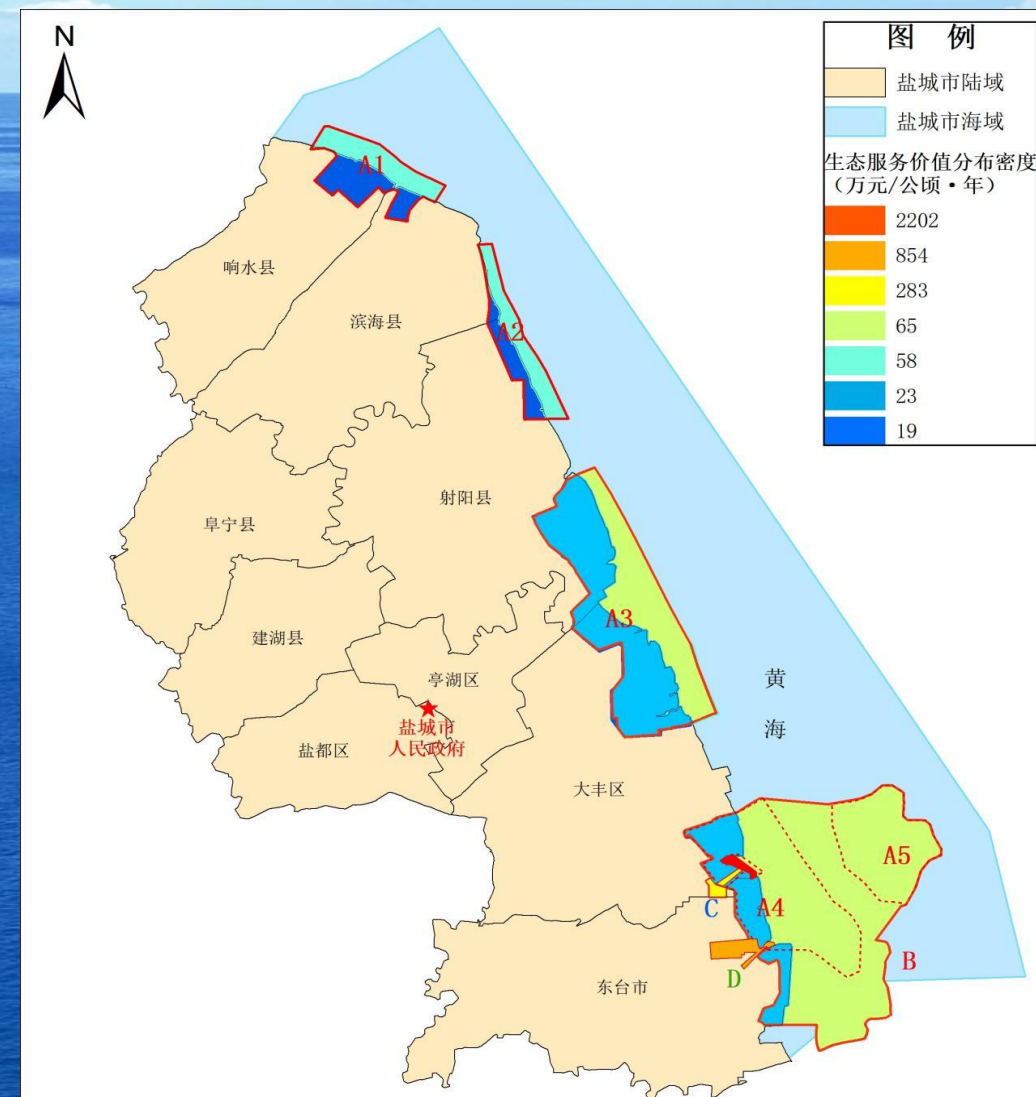 N
图 例
盐城市陆域
盐城市海域
生态服务价值分布密度
（万元/公顷·年）
2202
854
283
65
58
23
19
A1
响水县
滨海县
A2
射阳县
阜宁县
A3
建湖县
亭湖区
盐城市
人民政府
盐都区
黄
海
大丰区
A5
A4
C
B
D
东台市